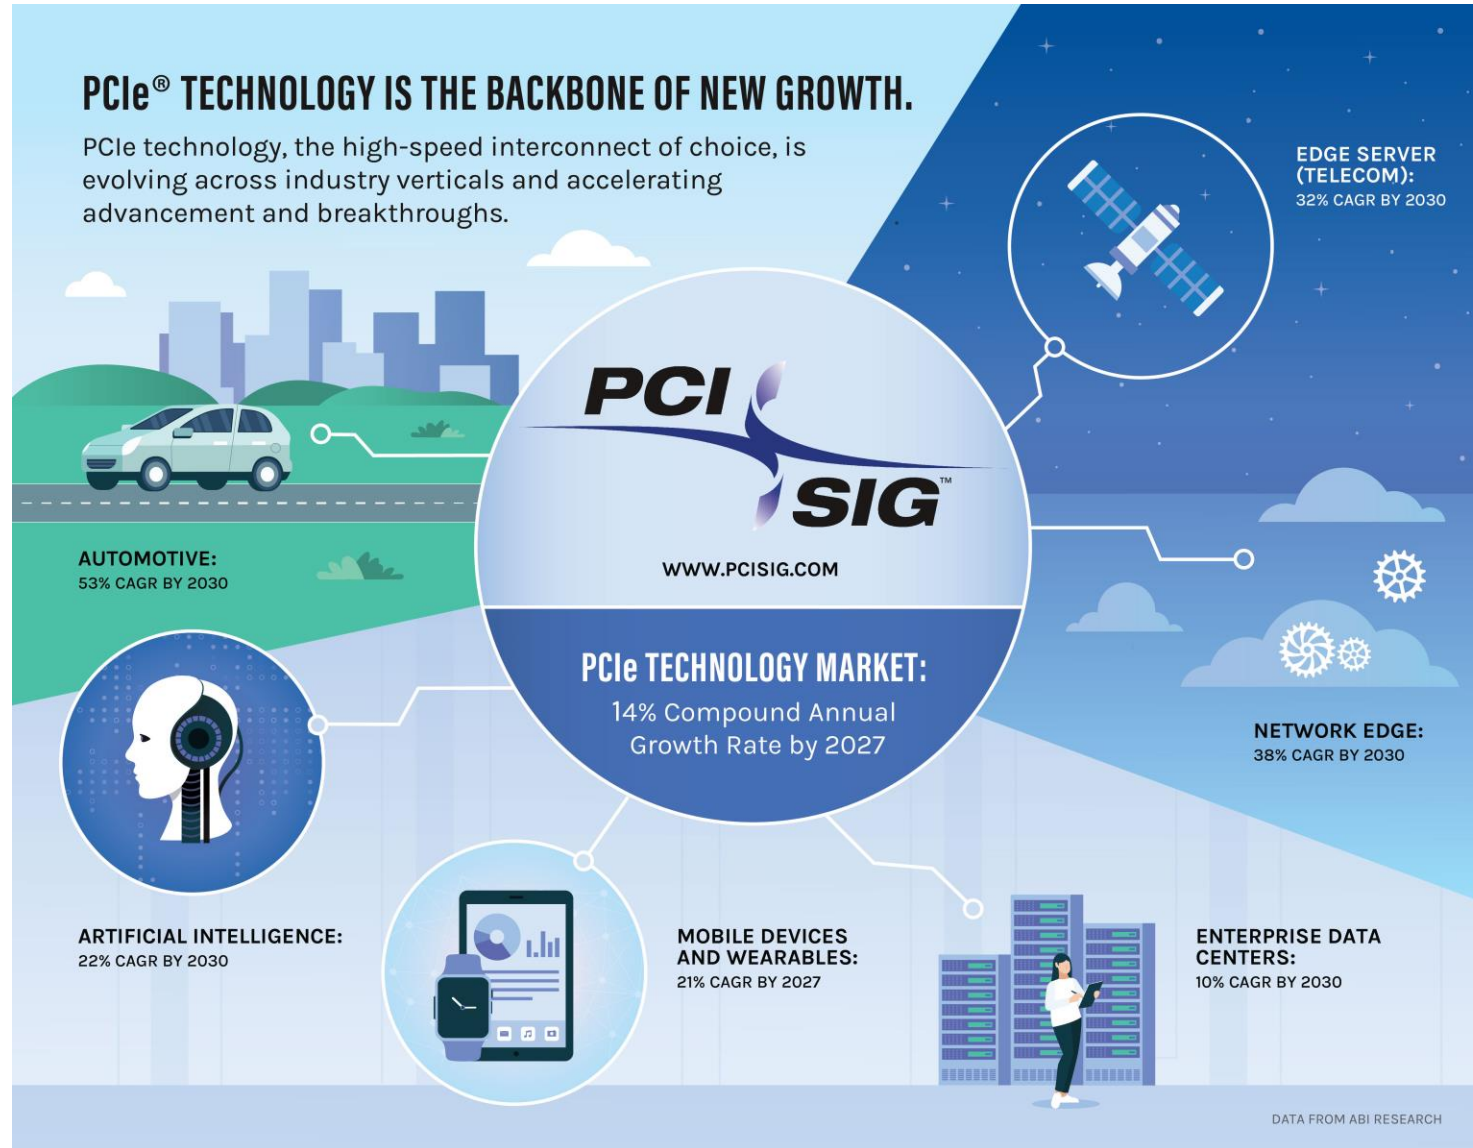 PCIe® TECHNOLOGY IS THE BACKBONE OF NEW GROWTH.
PCIe technology, the high-speed interconnect of choice, is
evolving across industry verticals and accelerating
advancement and breakthroughs.
EDGE SERVER
(TELECOM):
32% CAGR BY 2030
PCI
SIG™
WWW.PCISIG.COM
AUTOMOTIVE:
53% CAGR BY 2030
PCIe TECHNOLOGY MARKET:
14% Compound Annual
Growth Rate by 2027
NETWORK EDGE:
38% CAGR BY 2030
ARTIFICIAL INTELLIGENCE:
22% CAGR BY 2030
MOBILE DEVICES
AND WEARABLES:
21% CAGR BY 2027
ENTERPRISE DATA
CENTERS:
10% CAGR BY 2030
DATA FROM ABI RESEARCH